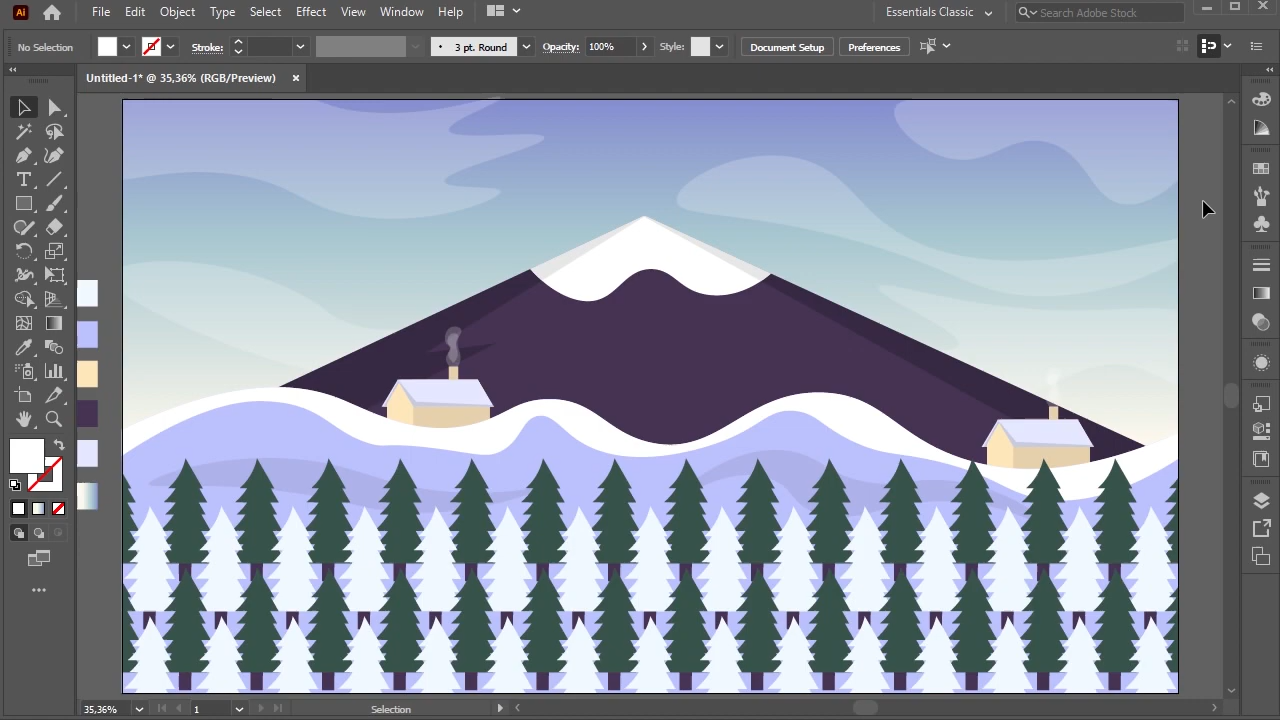 Ai File Edit Object Type Select Effect View Window Help Essentials Classic Search Adobe Stock
No Selection Stroke: 3 pt. Round Opacity: 100% Style: Document Setup Preferences
Untitled-1* @ 35,36% (RGB/Preview)
35,36% 1 Selection